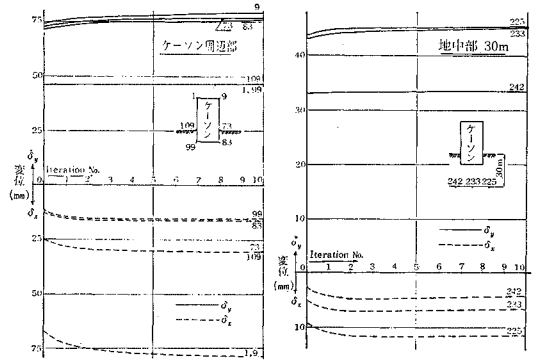 75
9
73 83
ケーソン周辺部
50
109
1,99
1 9
ケーソン
25
109 73
99 83
δy
変位
(mm)
δx
Iteration No.
0 1 2 3 4 5 6 7 8 9 10
99
83
25
73
109
50
δy
δx
75
1,9
225
233
40
地中部 30m
242
30
ケーソン
20
30m
242 233 225
10
δy
δx
δy
変位
(mm)
δx
Iteration No.
0 1 2 3 4 5 6 7 8 9 10
242
233
10
225